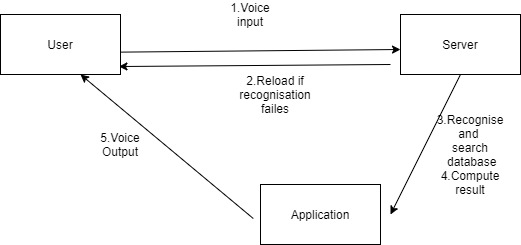 1.Voice
input
User
Server
2.Reload if
recognisation
failes
3.Recognise
and
search
database
4.Compute
result
5.Voice
Output
Application